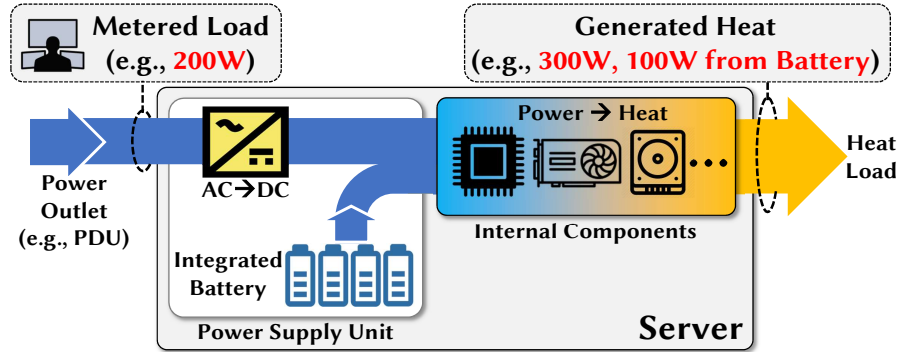 Metered Load
(e.g., 200W)
Generated Heat
(e.g., 300W, 100W from Battery)
Power → Heat
AC→DC
Power
Outlet
(e.g., PDU)
Heat
Load
Internal Components
Integrated
Battery
Power Supply Unit
Server